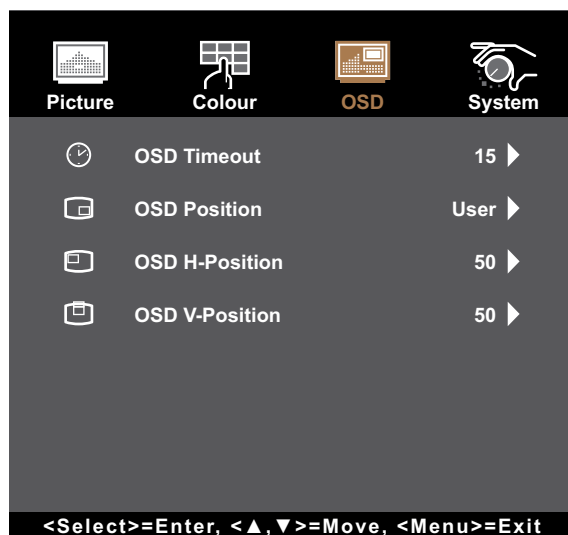 Picture Colour OSD System
OSD Timeout 15
OSD Position User
OSD H-Position 50
OSD V-Position 50
<Select>=Enter, <▲,▼>=Move, <Menu>=Exit